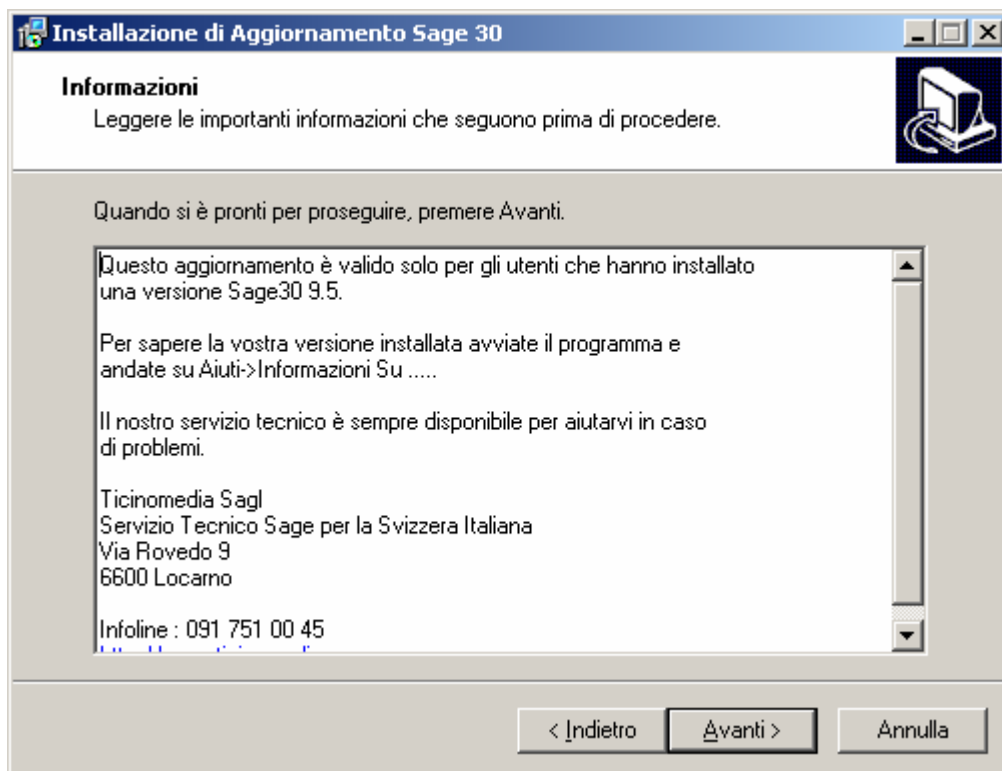 Installazione di Aggiornamento Sage 30
Informazioni
Leggere le importanti informazioni che seguono prima di procedere.
Quando si è pronti per proseguire, premere Avanti.
Questo aggiornamento è valido solo per gli utenti che hanno installato
una versione Sage30 9.5.
Per sapere la vostra versione installata avviate il programma e
andate su Aiuti->Informazioni Su .....
Il nostro servizio tecnico è sempre disponibile per aiutarvi in caso
di problemi.
Ticinomedia Sagl
Servizio Tecnico Sage per la Svizzera Italiana
Via Rovedo 9
6600 Locarno
Infoline : 091 751 00 45
< Indietro
Avanti >
Annulla